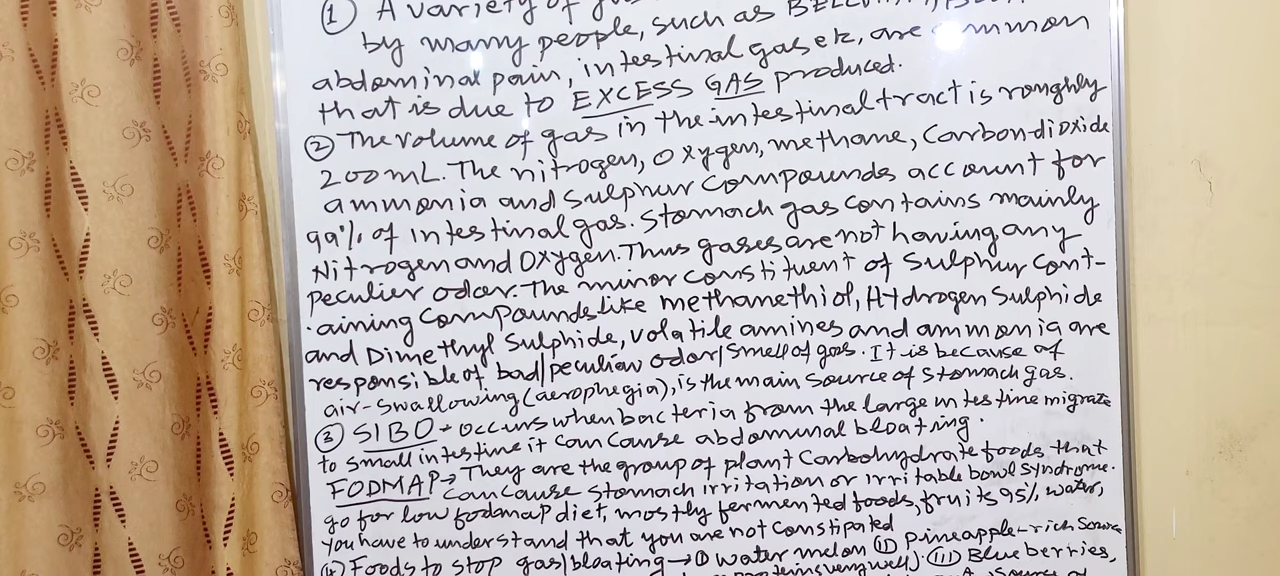 ① A variety of
by many people, such as
abdominal pain, intestinal gas etc, are common
that is due to EXCESS GAS produced.
② The volume of gas in the intestinal tract is roughly
200 mL. The nitrogen, Oxygen, methane, Carbondioxide
ammonia and sulphur compounds account for
99% of intestinal gas. Stomach gas contains mainly
Nitrogen and Oxygen. Thus gases are not having any
peculier odor. The minor constituent of Sulphur Cont-
aining Compounds like methanethiol, Hydrogen Sulphide
and Dimethyl Sulphide, volatile amines and ammonia are
responsible of bad/peculiar odor/smell of gas. It is because of
air-swallowing (aerophegia), is the main source of stomach gas.
③ SIBO → occurs when bacteria from the large intestine migrate
to small intestine it can cause abdominal bloating.
FODMAP → They are the group of plant Carbohydrate foods that
can cause stomach irritation or irritable bowl syndrome.
go for low fodmap diet, mostly fermented foods, fruits 95% water,
you have to understand that you are not constipated
(4) Foods to stop gas/bloating → (i) water melon (ii) pineapple-rich Source
proteins very well) (iii) Blueberries,